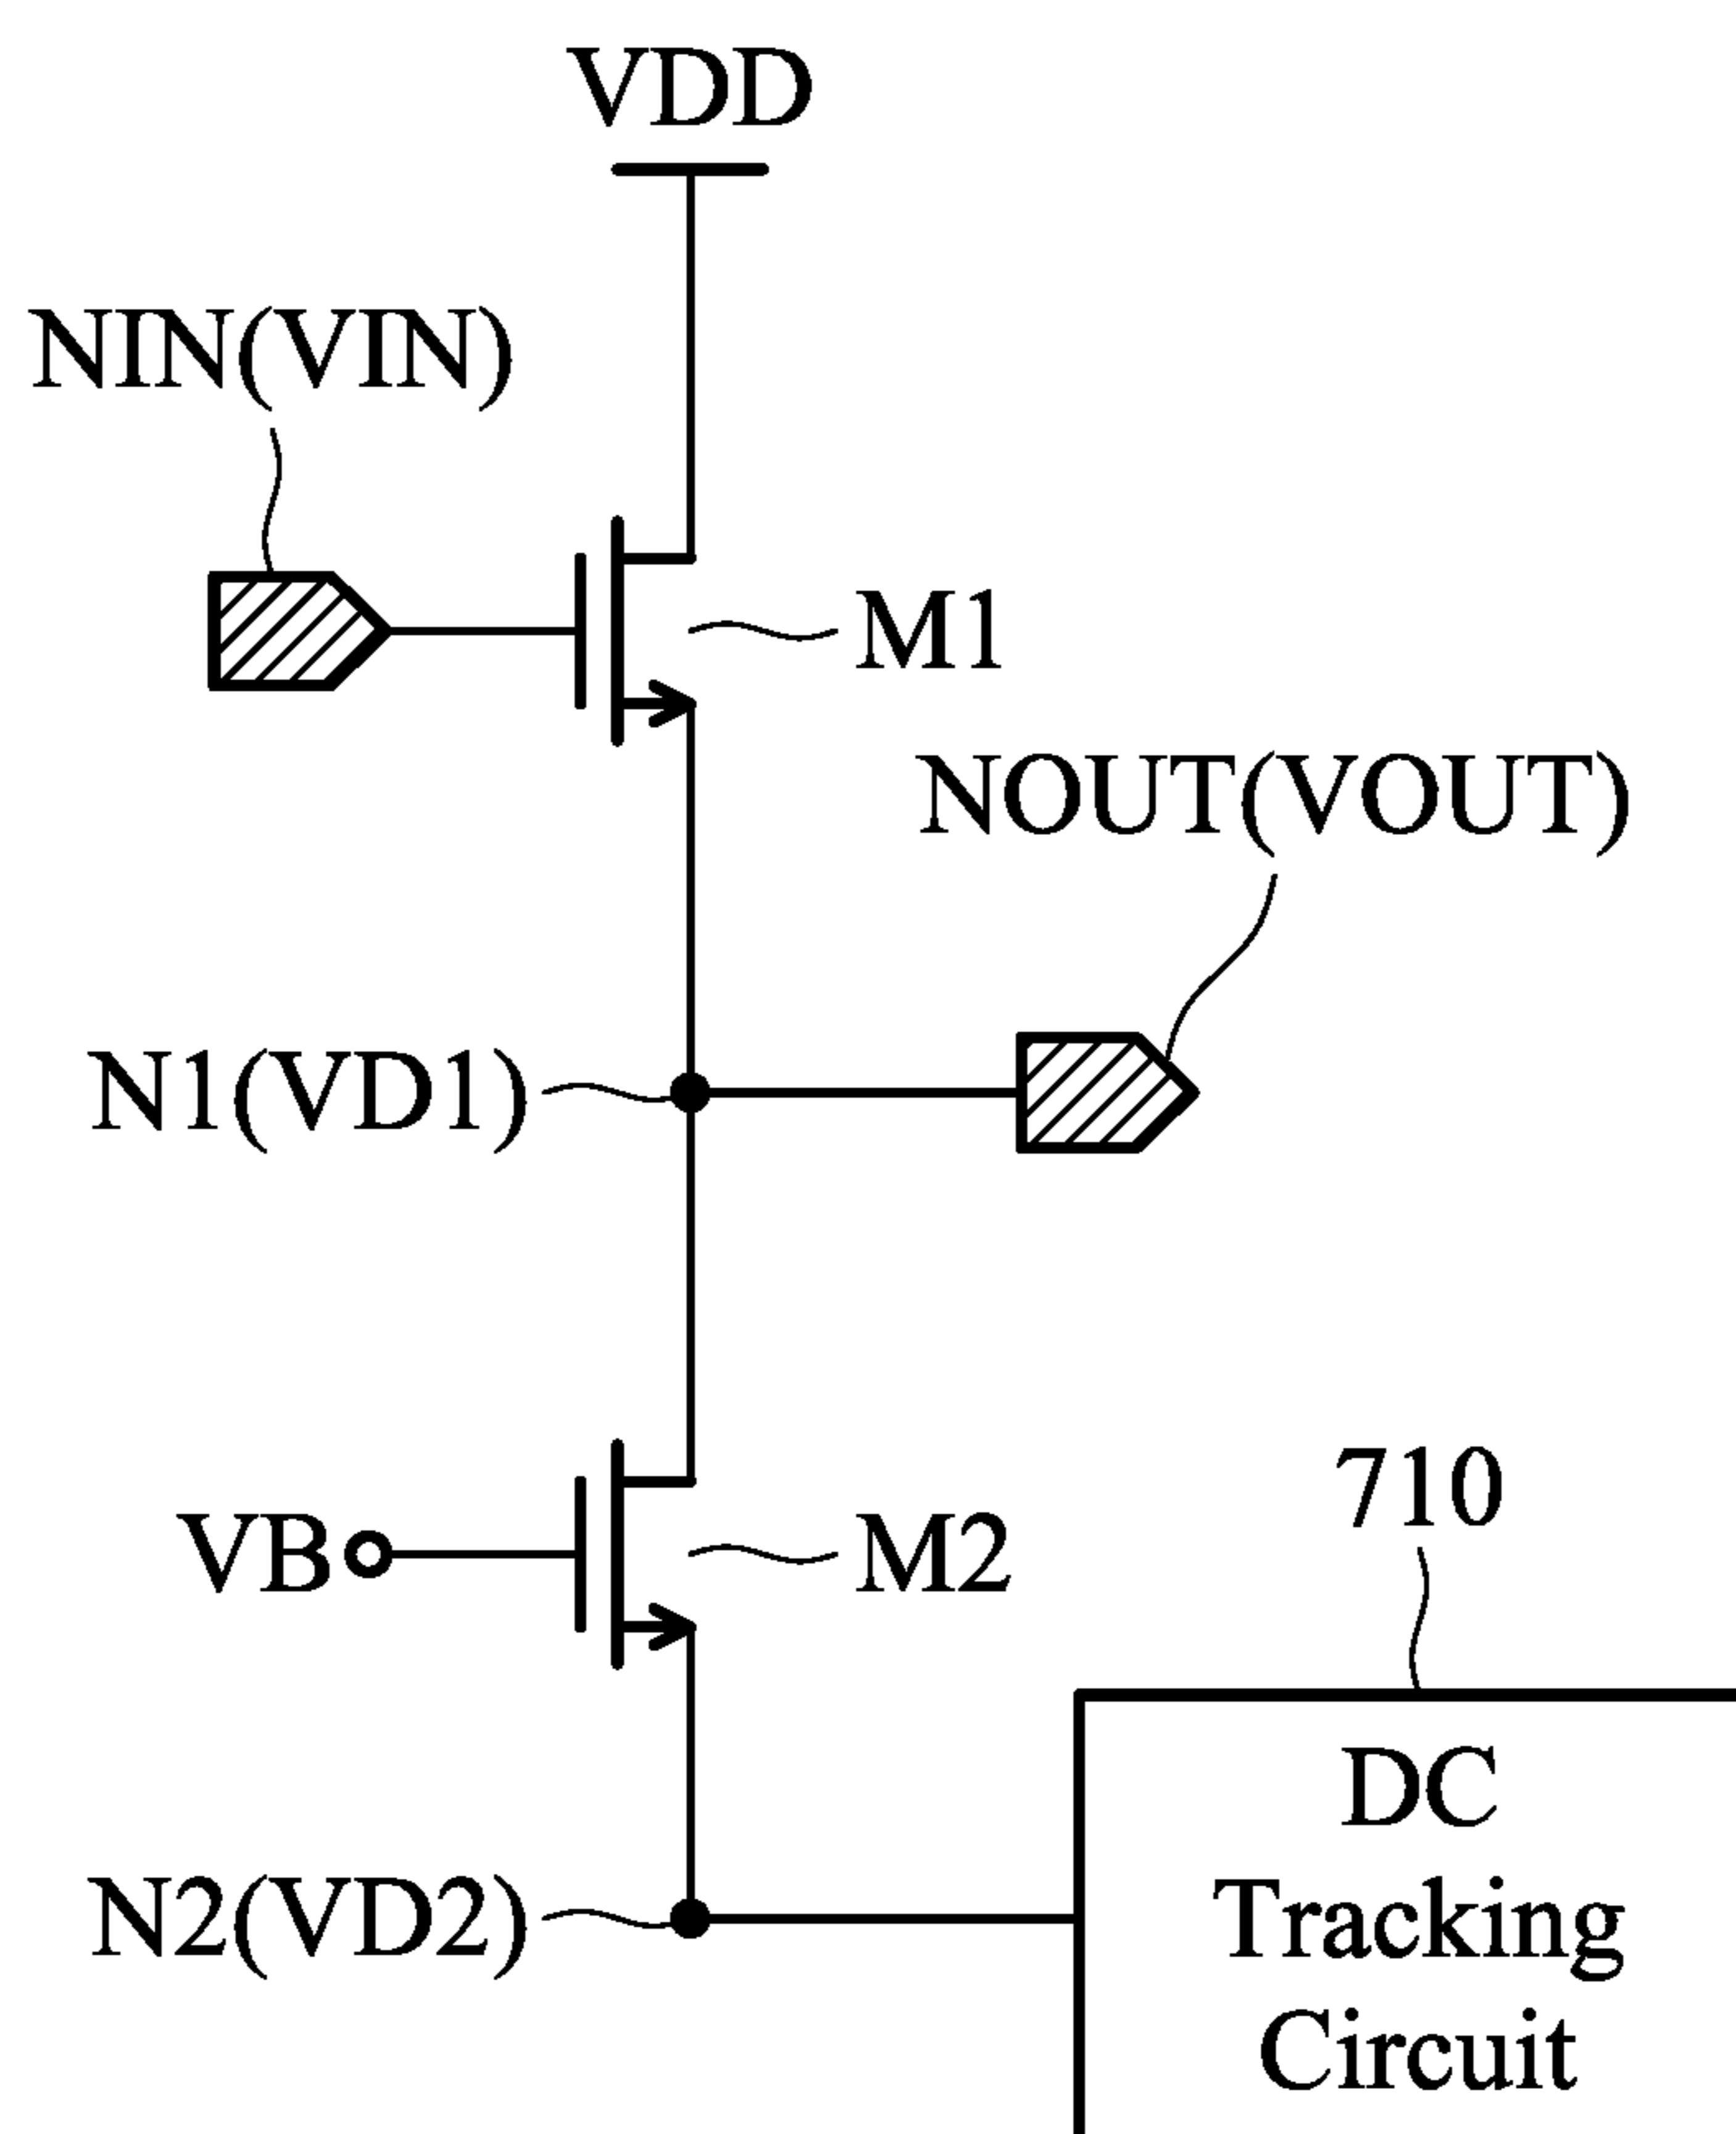 VDD
NIN(VIN)
M1
NOUT(VOUT)
N1(VD1)
710
VB
M2
DC
Tracking
Circuit
N2(VD2)